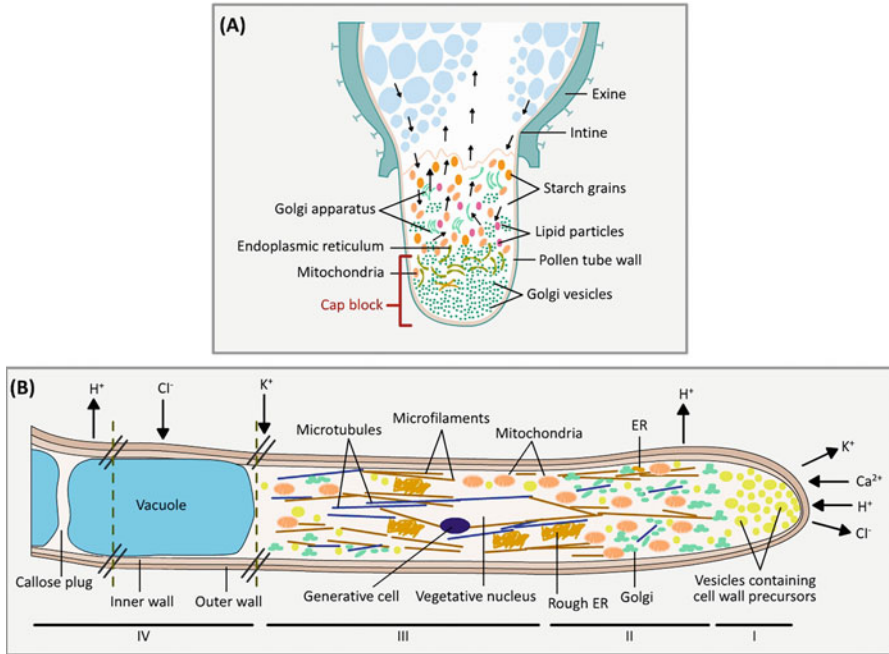 (A)
Exine
Intine
Starch grains
Golgi apparatus
Lipid particles
Endoplasmic reticulum
Pollen tube wall
Mitochondria
Golgi vesicles
Cap block
(B)
H⁺
Cl⁻
K⁺
H⁺
Microtubules
Microfilaments
Mitochondria
ER
K⁺
Ca²⁺
H⁺
Cl⁻
Vacuole
Callose plug
Inner wall
Outer wall
Generative cell
Vegetative nucleus
Rough ER
Golgi
Vesicles containing
cell wall precursors
IV
III
II
I